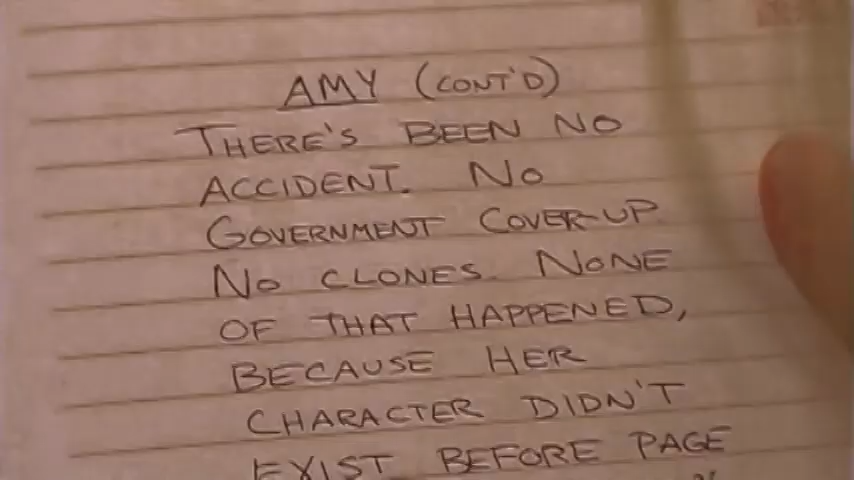 AMY (CONT'D)
THERE'S BEEN NO
ACCIDENT. NO
GOVERNMENT COVER-UP
NO CLONES. NONE
OF THAT HAPPENED,
BECAUSE HER
CHARACTER DIDN'T
EXIST BEFORE PAGE